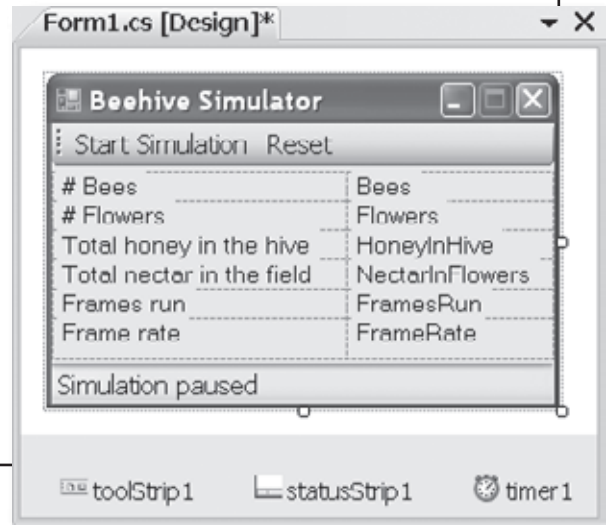 Form1.cs [Design]*
Beehive Simulator
Start Simulation Reset
# Bees Bees
# Flowers Flowers
Total honey in the hive HoneyInHive
Total nectar in the field NectarInFlowers
Frames run FramesRun
Frame rate FrameRate
Simulation paused
toolStrip1 statusStrip1 timer1